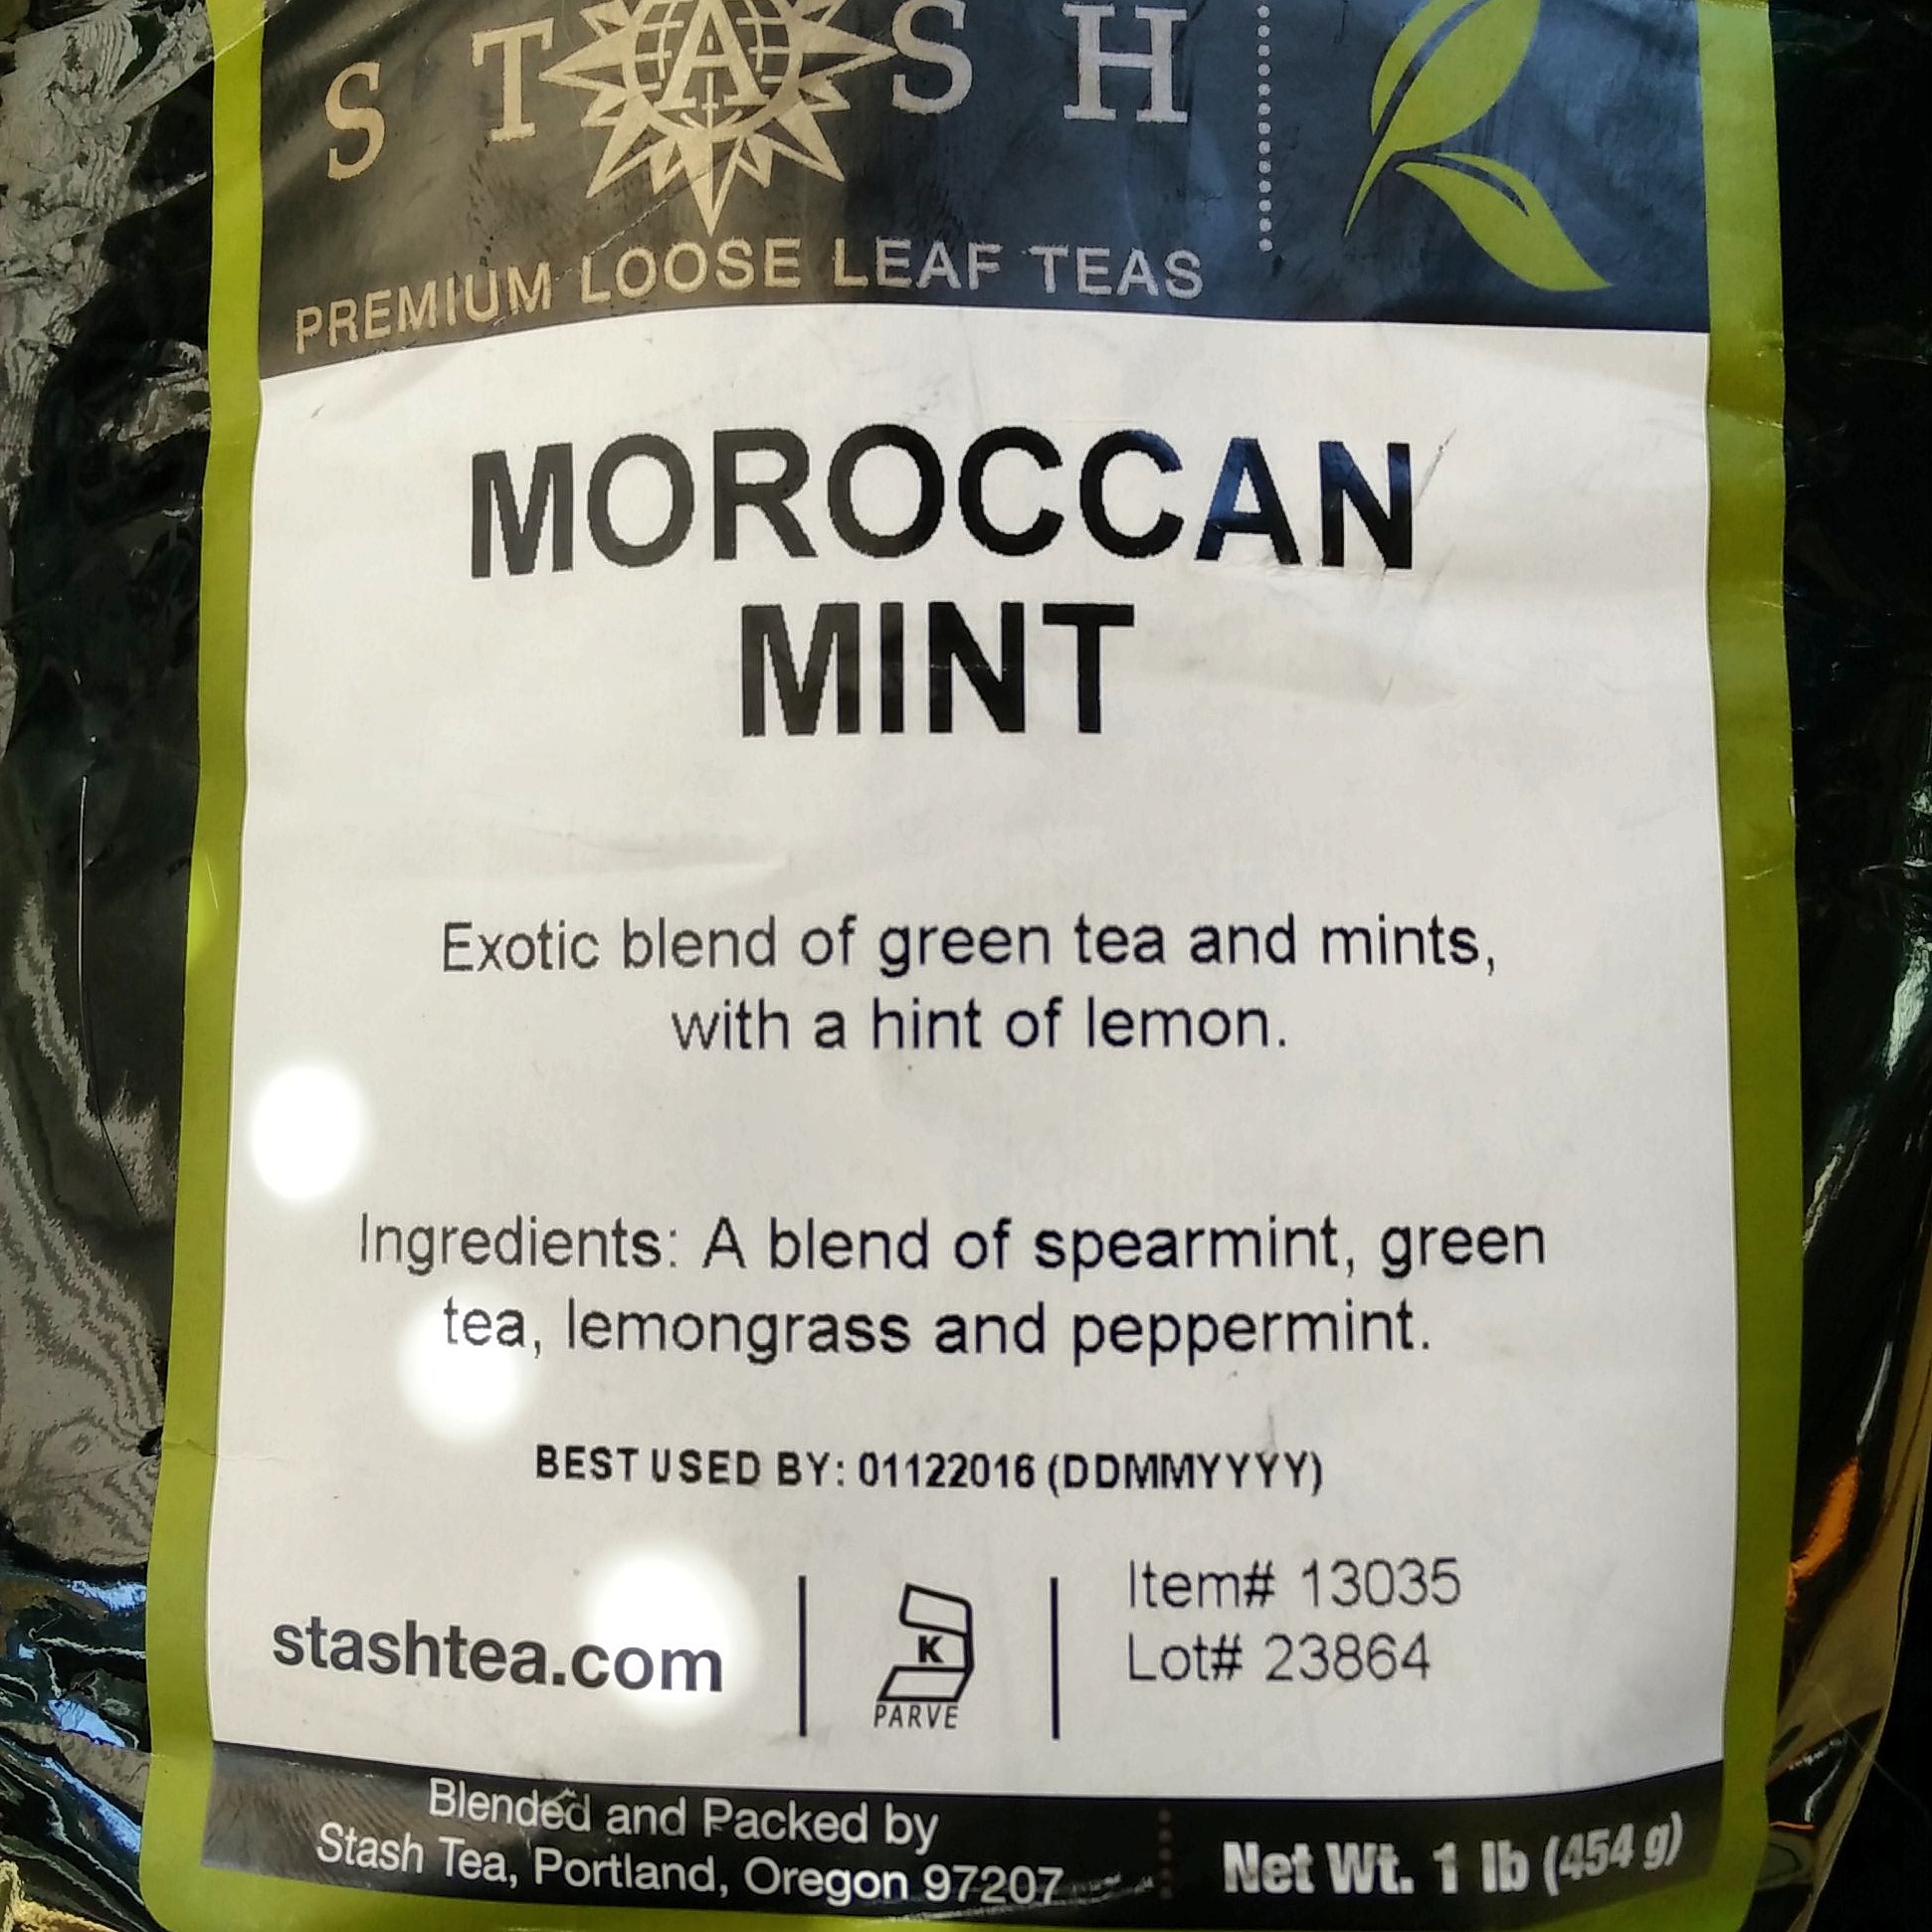 STASH
PREMIUM LOOSE LEAF TEAS
MOROCCAN
MINT
Exotic blend of green tea and mints,
with a hint of lemon.
Ingredients: A blend of spearmint, green
tea, lemongrass and peppermint.
BEST USED BY: 01122016 (DDMMYYYY)
stashtea.com
K
PARVE
Item# 13035
Lot# 23864
Blended and Packed by
Stash Tea, Portland, Oregon 97207
Net Wt. 1 lb (454 g)